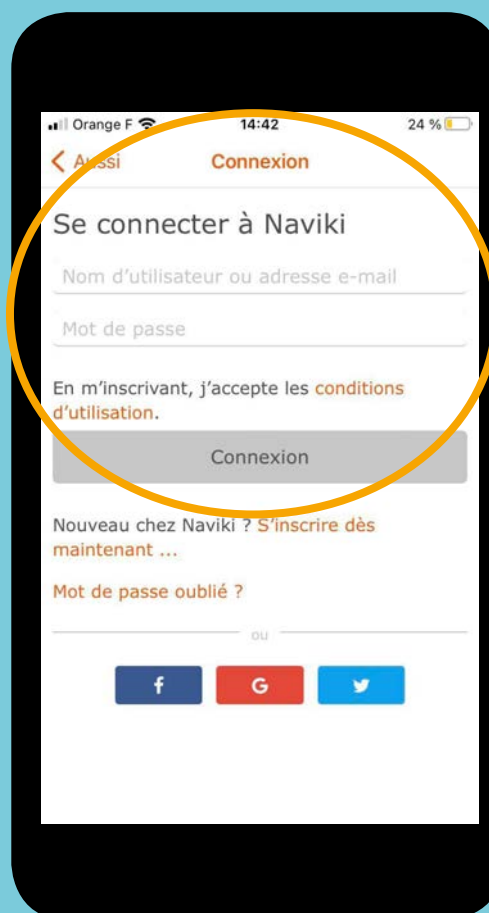 Orange F 14:42 24 %
Aussi Connexion
Se connecter à Naviki
Nom d'utilisateur ou adresse e-mail
Mot de passe
En m'inscrivant, j'accepte les conditions
d'utilisation.
Connexion
Nouveau chez Naviki ? S'inscrire dès
maintenant ...
Mot de passe oublié ?
ou
f G